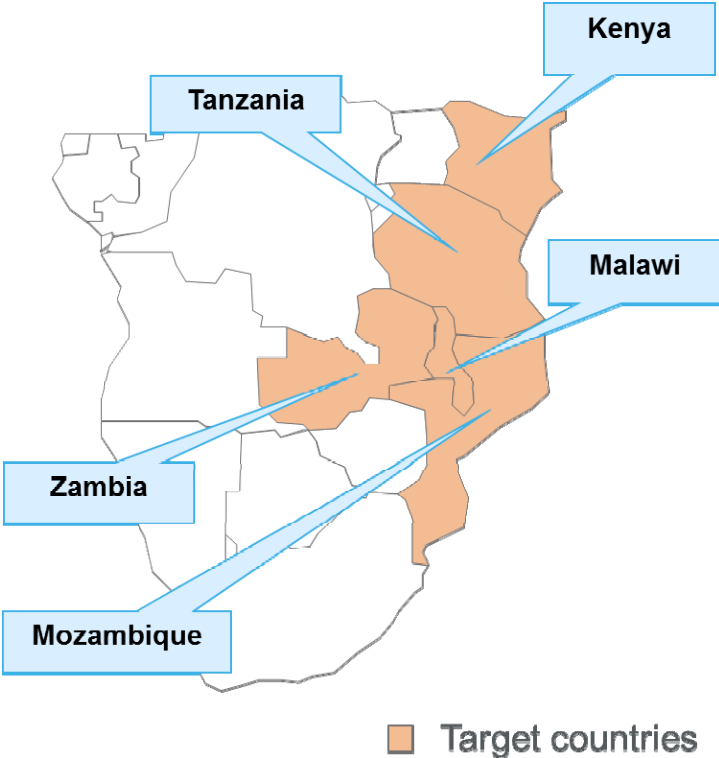 Kenya
Tanzania
Malawi
Zambia
Mozambique
Target countries